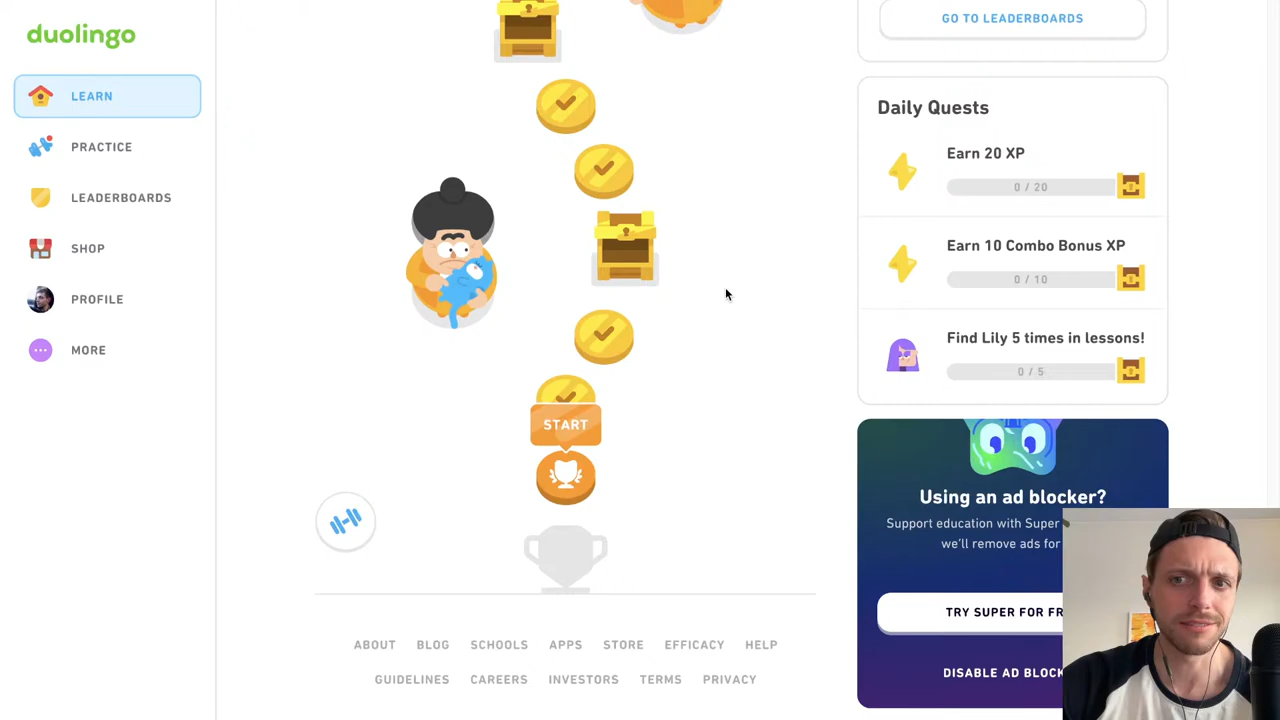 duolingo
LEARN
PRACTICE
LEADERBOARDS
SHOP
PROFILE
MORE
START
ABOUT BLOG SCHOOLS APPS STORE EFFICACY HELP
GUIDELINES CAREERS INVESTORS TERMS PRIVACY
GO TO LEADERBOARDS
Daily Quests
Earn 20 XP
0 / 20
Earn 10 Combo Bonus XP
0 / 10
Find Lily 5 times in lessons!
0 / 5
Using an ad blocker?
Support education with Super
we'll remove ads for
TRY SUPER FOR FR
DISABLE AD BLOCK